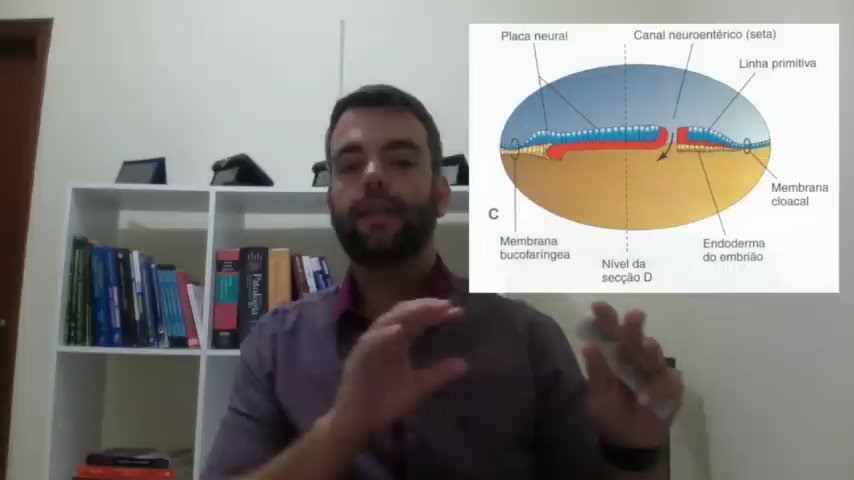 Placa neural
Canal neuroentérico (seta)
Linha primitiva
Membrana
cloacal
C
Membrana
bucofaríngea
Endoderma
do embrião
Nível da
secção D
Patologia